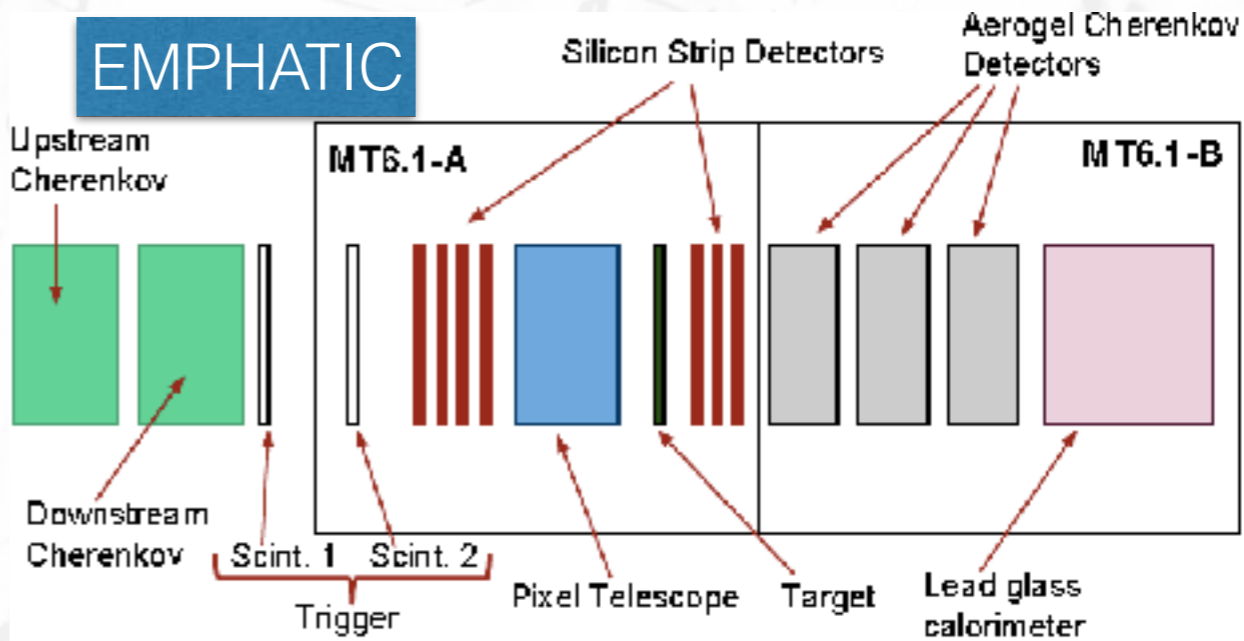 EMPHATIC
Silicon Strip Detectors
Aerogel Cherenkov
Detectors
Upstream
Cherenkov
MT6.1-A
MT6.1-B
Downstream
Cherenkov
Scint. 1
Scint. 2
Trigger
Pixel Telescope
Target
Lead glass
calorimeter